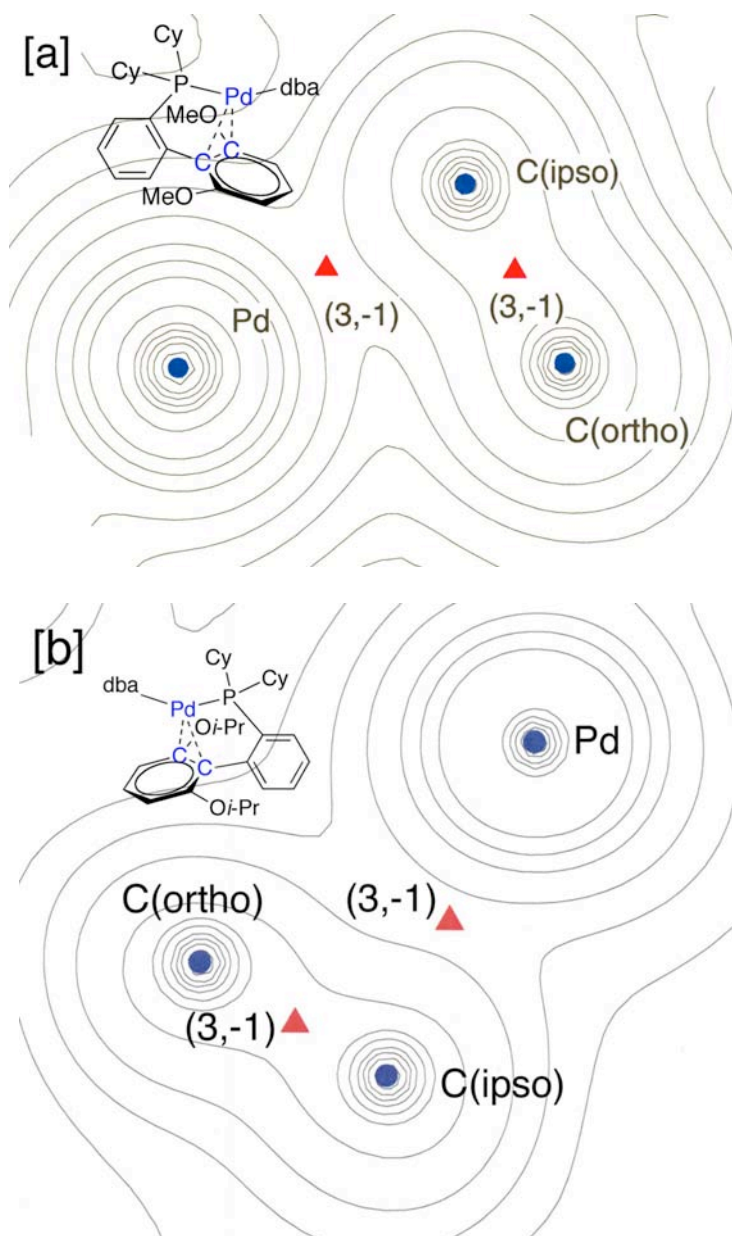 [a]
Cy
Cy
P
Pd
dba
MeO
C
C
MeO
C(ipso)
Pd
(3,-1)
(3,-1)
C(ortho)
[b]
Cy
Cy
dba
Pd
P
Oi-Pr
C
C
Oi-Pr
Pd
C(ortho)
(3,-1)
(3,-1)
C(ipso)